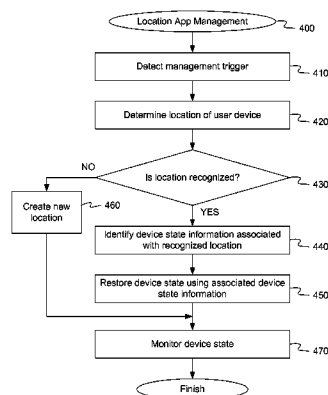 Location App Management
400
Detect management trigger
410
Determine location of user device
420
NO
Is location recognized?
430
Create new
location
460
YES
Identify device state information associated
with recognized location
440
Restore device state using associated device
state information
450
Monitor device state
470
Finish